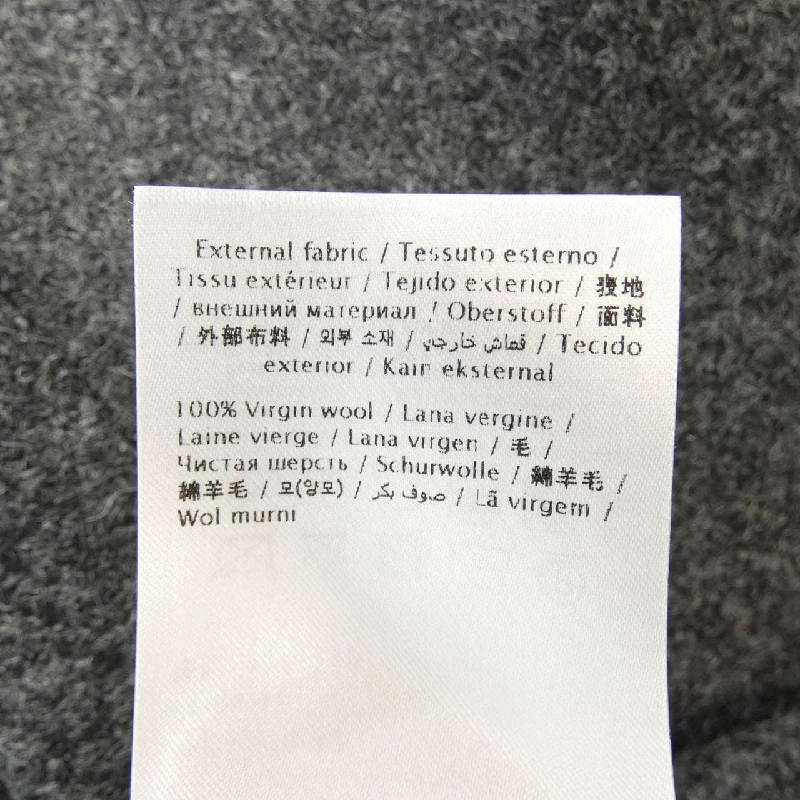 External fabric / Tessuto esterno /
Tissu extérieur / Tejido exterior / 表地
/ внешний материал / Oberstoff / 面料
/ 外部布料 / 외부 소재 / قماش خارجي / Tecido
exterior / Kain eksternal
100% Virgin wool / Lana vergine /
Laine vierge / Lana virgen / 毛 /
Чистая шерсть / Schurwolle / 綿羊毛 /
綿羊毛 / 모(양모) / صوف بكر / Lã virgem /
Wol murni